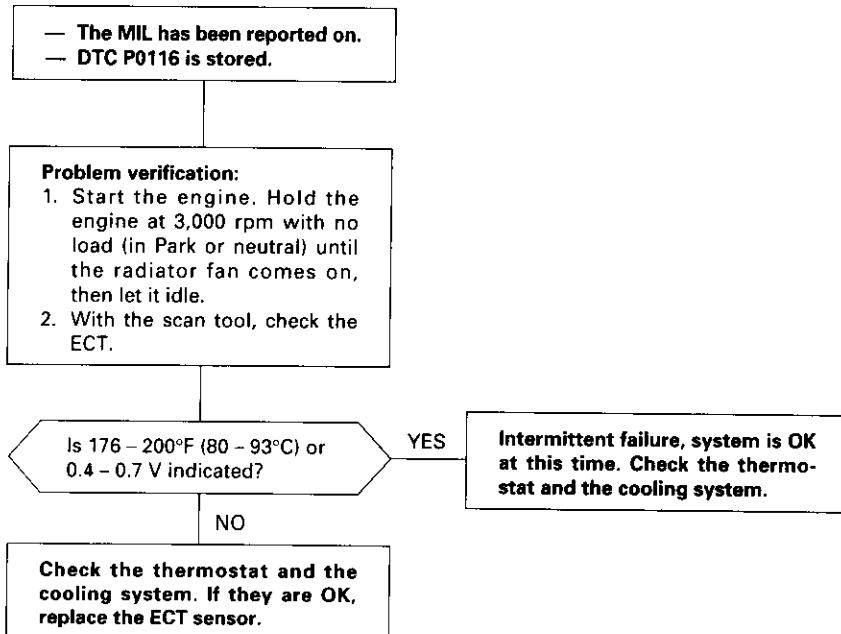 — The MIL has been reported on.
— DTC P0116 is stored.
Problem verification:
1. Start the engine. Hold the
engine at 3,000 rpm with no
load (in Park or neutral) until
the radiator fan comes on,
then let it idle.
2. With the scan tool, check the
ECT.
Is 176 – 200°F (80 – 93°C) or
0.4 – 0.7 V indicated?
YES
Intermittent failure, system is OK
at this time. Check the thermo-
stat and the cooling system.
NO
Check the thermostat and the
cooling system. If they are OK,
replace the ECT sensor.